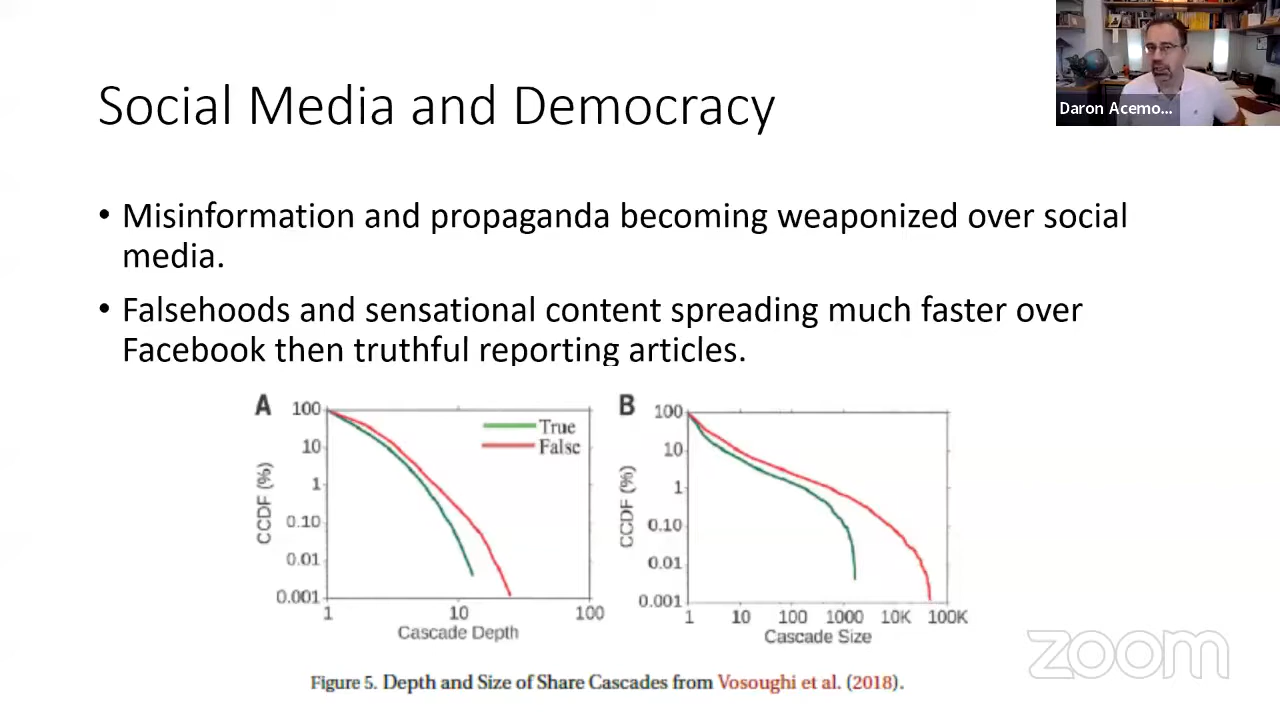 Social Media and Democracy
Daron Acemo...
• Misinformation and propaganda becoming weaponized over social
media.
• Falsehoods and sensational content spreading much faster over
Facebook then truthful reporting articles.
A
100
10
1
0.10
0.01
0.001
CCDF (%)
True
False
1
10
100
Cascade Depth
B
100
10
1
0.10
0.01
0.001
CCDF (%)
1
10
100
1000
10K
100K
Cascade Size
Figure 5. Depth and Size of Share Cascades from Vosoughi et al. (2018).
zoom